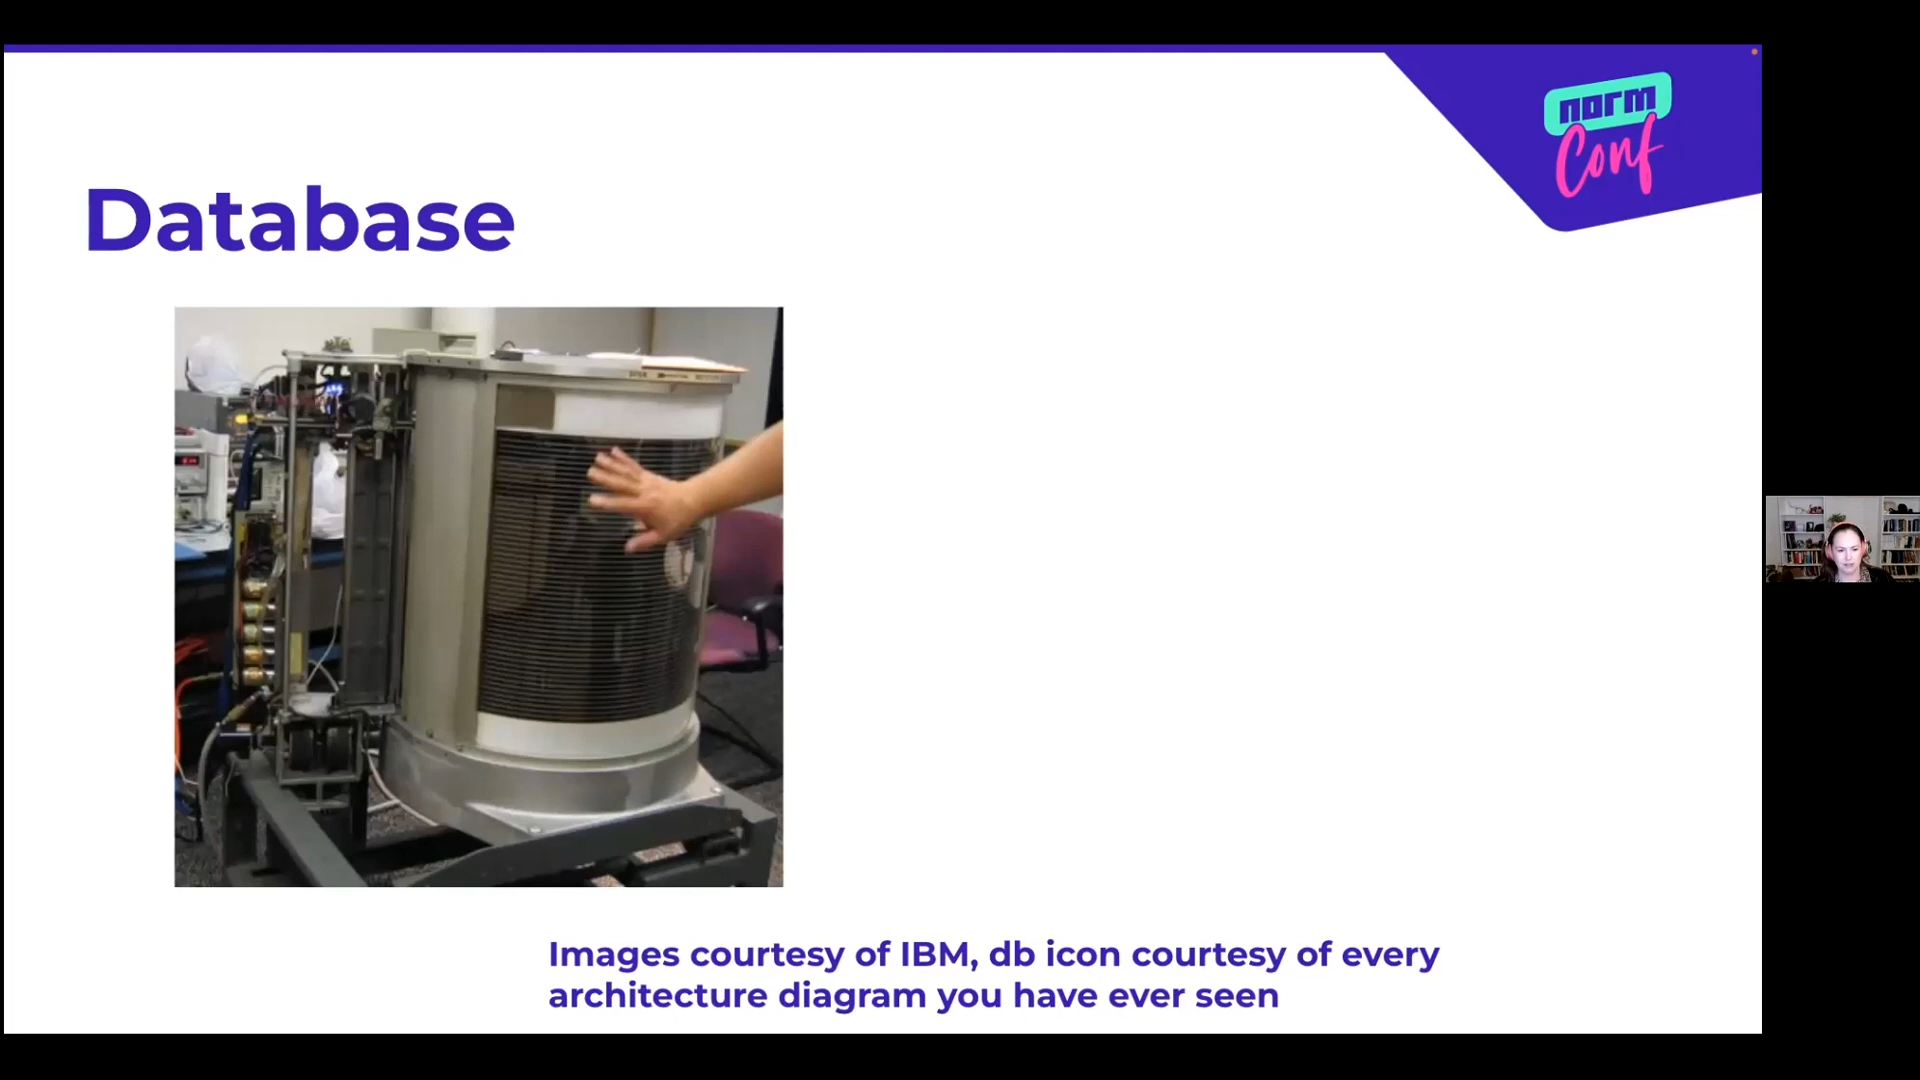 norm
Conf
Database
Images courtesy of IBM, db icon courtesy of every
architecture diagram you have ever seen